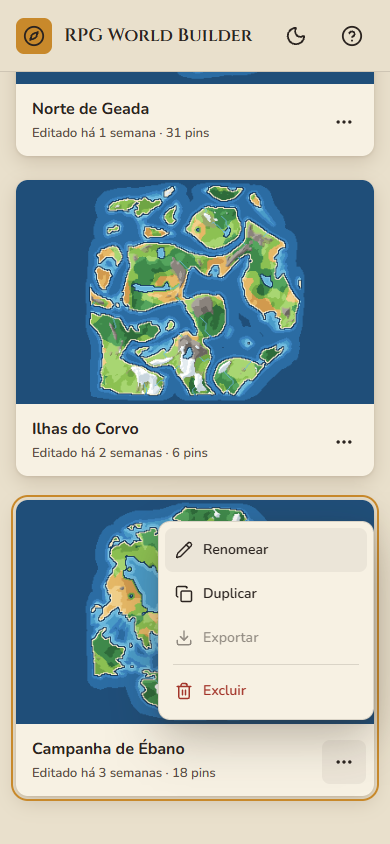 RPG World Builder
Norte de Geada
Editado há 1 semana · 31 pins
Ilhas do Corvo
Editado há 2 semanas · 6 pins
Renomear
Duplicar
Exportar
Excluir
Campanha de Ébano
Editado há 3 semanas · 18 pins